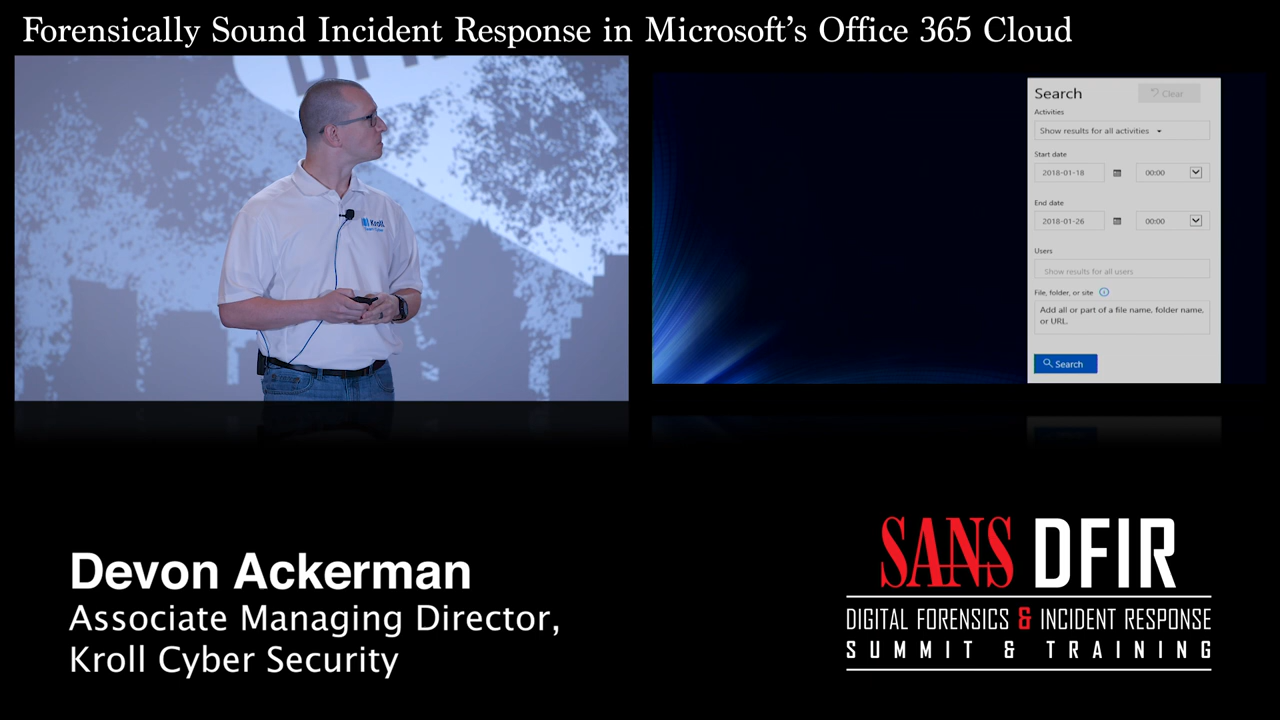 Forensically Sound Incident Response in Microsoft's Office 365 Cloud
DFIR
Kroll
Search
Clear
Activities
Show results for all activities
Start date
2018-01-18
00:00
End date
2018-01-26
00:00
Users
Show results for all users
File, folder, or site
Add all or part of a file name, folder name,
or URL.
Search
Devon Ackerman
Associate Managing Director,
Kroll Cyber Security
SANS DFIR
DIGITAL FORENSICS & INCIDENT RESPONSE
SUMMIT & TRAINING